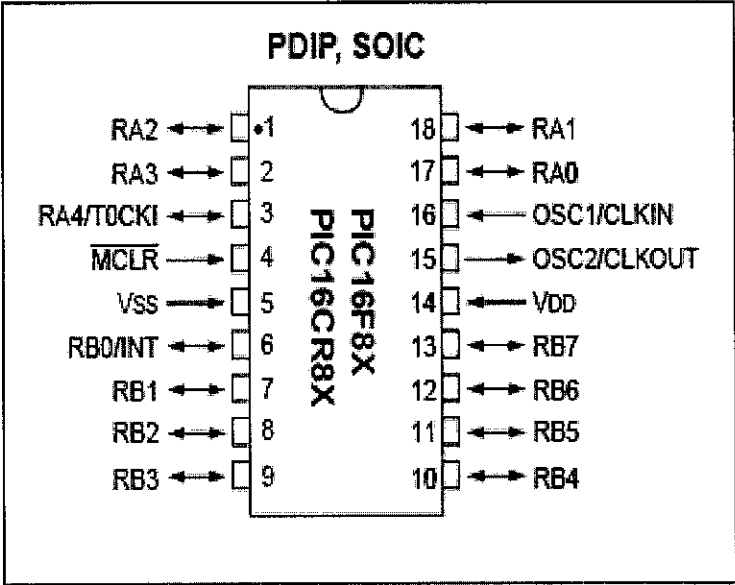 PDIP, SOIC
RA2 •1 18 RA1
RA3 2 17 RA0
RA4/T0CKI 3 16 OSC1/CLKIN
MCLR 4 15 OSC2/CLKOUT
VSS 5 14 VDD
RB0/INT 6 13 RB7
RB1 7 12 RB6
RB2 8 11 RB5
RB3 9 10 RB4
PIC16F8X
PIC16CR8X